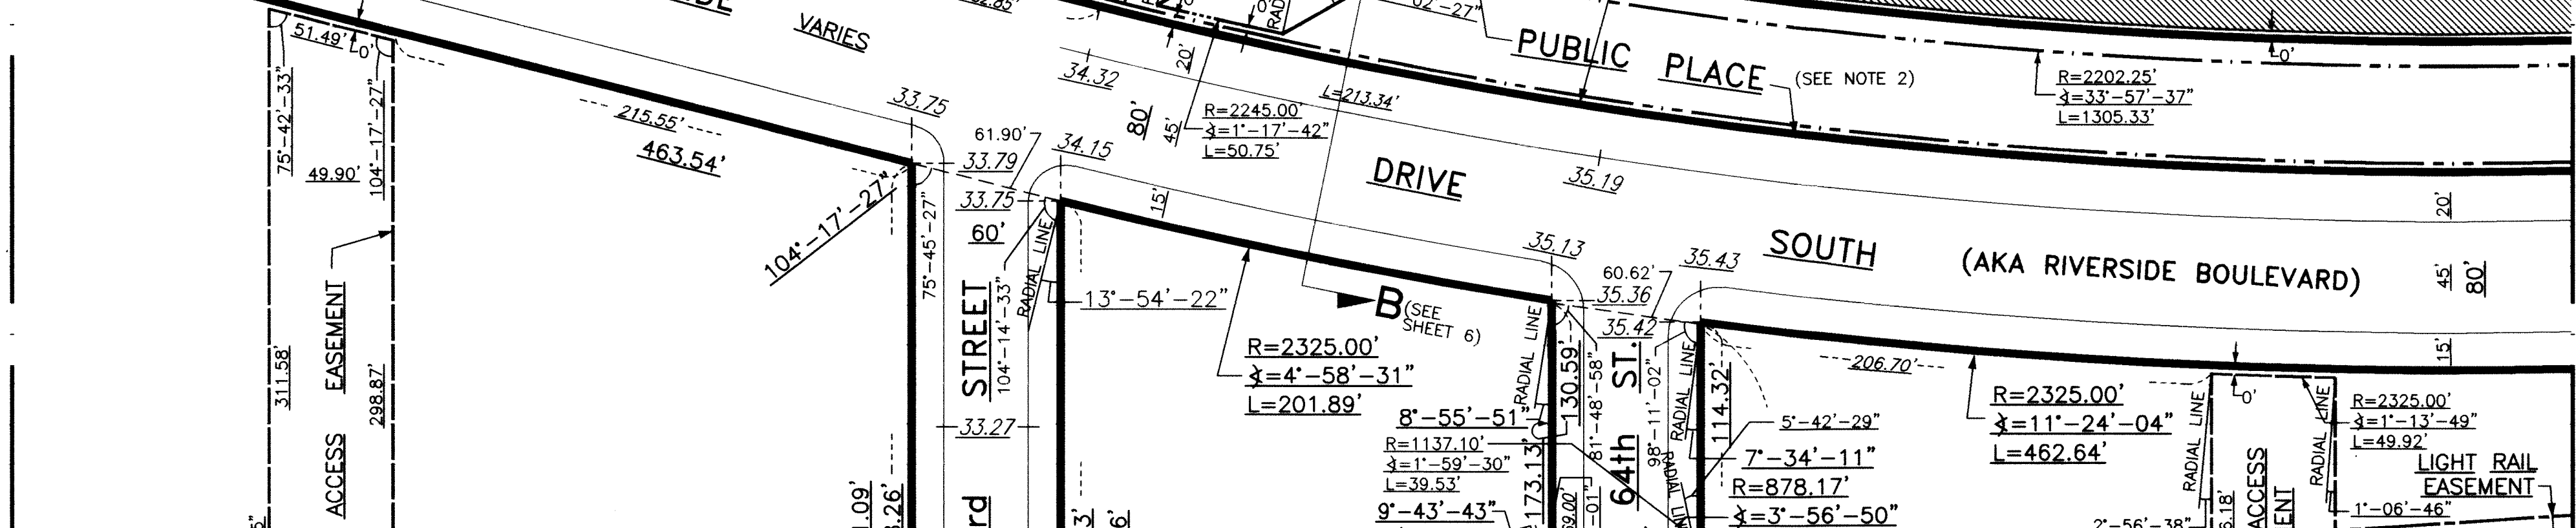 VARIES
51.49'
0'
75°-42'-33"
104°-17'-27"
49.90'
311.58'
298.87'
ACCESS EASEMENT
215.55'
463.54'
104°-17'-27"
33.75
61.90'
33.79
33.75
60'
75°-45'-27"
STREET
104°-14'-33"
RADIAL LINE
33.27
34.15
34.32
80'
20'
45'
15'
R=2245.00'
∡=1°-17'-42"
L=50.75'
L=213.34'
13°-54'-22"
R=2325.00'
∡=4°-58'-31"
L=201.89'
B (SEE
SHEET 6)
DRIVE
35.19
35.13
60.62'
35.43
35.36
35.42
PUBLIC PLACE (SEE NOTE 2)
R=2202.25'
∡=33°-57'-37"
L=1305.33'
0'
SOUTH (AKA RIVERSIDE BOULEVARD)
20'
45'
80'
15'
RADIAL LINE
8°-55'-51"
130.59'
R=1137.10'
∡=1°-59'-30"
L=39.53'
9°-43'-43"
173.13'
81°-48'-58"
64th ST.
98°-11'-02"
RADIAL LINE
114.32'
5°-42'-29"
7°-34'-11"
R=878.17'
∡=3°-56'-50"
206.70'
R=2325.00'
∡=11°-24'-04"
L=462.64'
0'
RADIAL LINE
RADIAL LINE
R=2325.00'
∡=1°-13'-49"
L=49.92'
ACCESS
LIGHT RAIL
EASEMENT
1°-06'-46"
2°-56'-38"